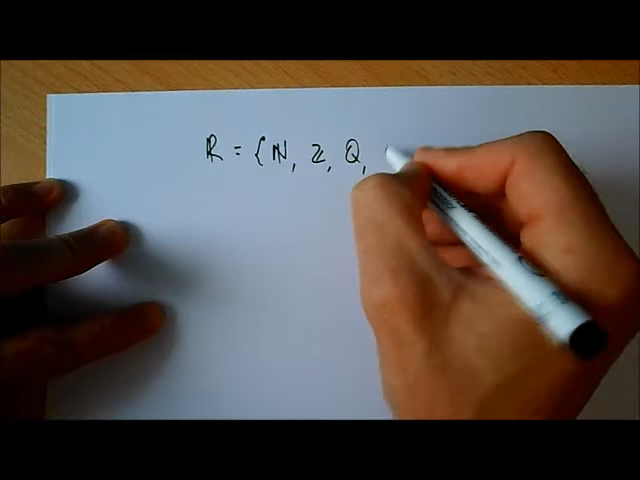 R = {N, Z, Q,